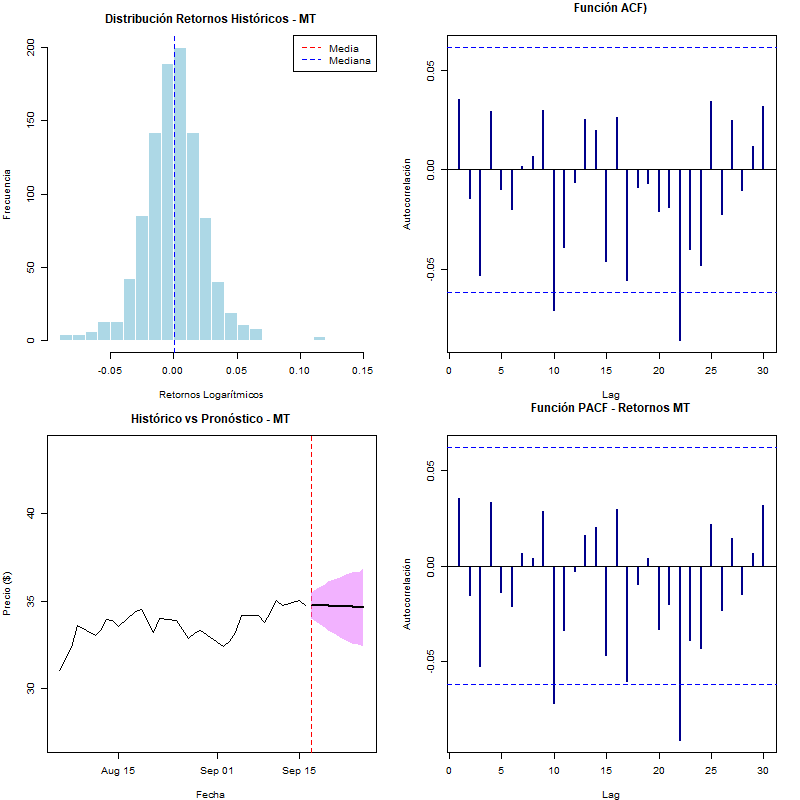 Distribución Retornos Históricos - MT
Media
Mediana
Frecuencia
0
50
100
150
200
-0.05
0.00
0.05
0.10
0.15
Retornos Logarítmicos
Función ACF)
Autocorrelación
-0.05
0.00
0.05
0
5
10
15
20
25
30
Lag
Histórico vs Pronóstico - MT
Precio ($)
30
35
40
Aug 15
Sep 01
Sep 15
Fecha
Función PACF - Retornos MT
Autocorrelación
-0.05
0.00
0.05
0
5
10
15
20
25
30
Lag